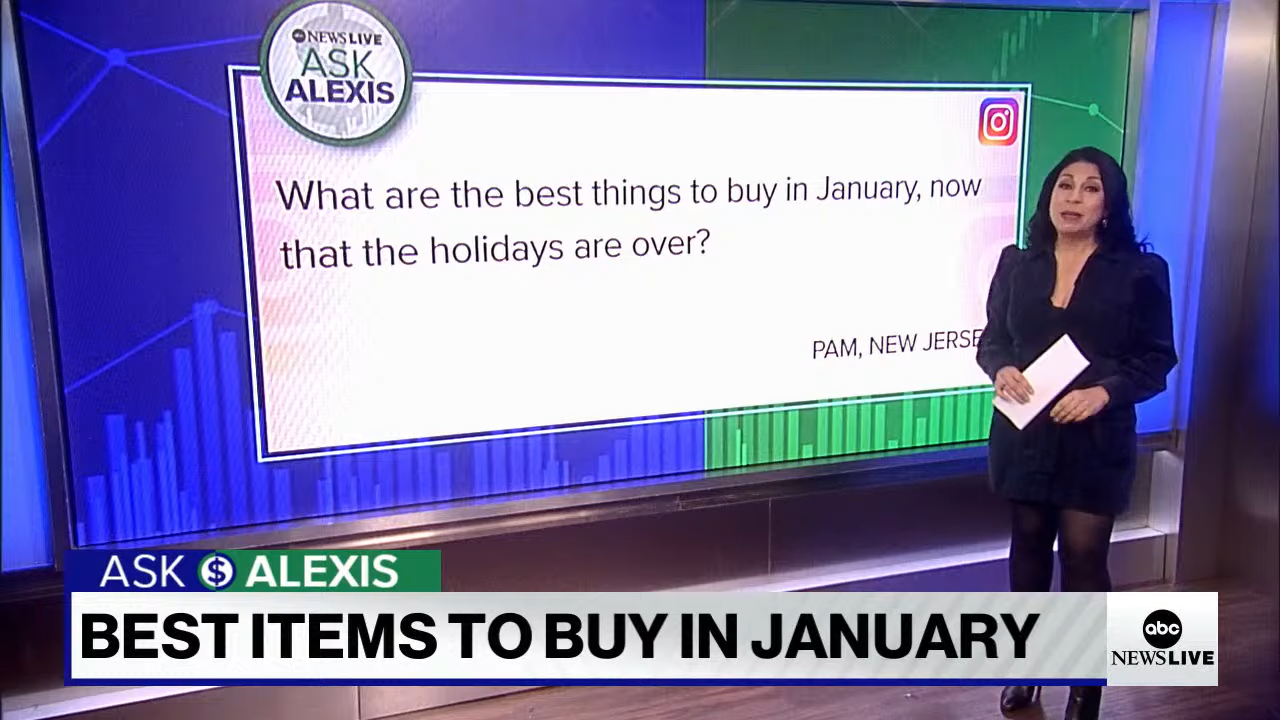 NEWS LIVE
ASK
ALEXIS
What are the best things to buy in January, now
that the holidays are over?
PAM, NEW JERSE
ASK $ ALEXIS
BEST ITEMS TO BUY IN JANUARY
abc
NEWS LIVE